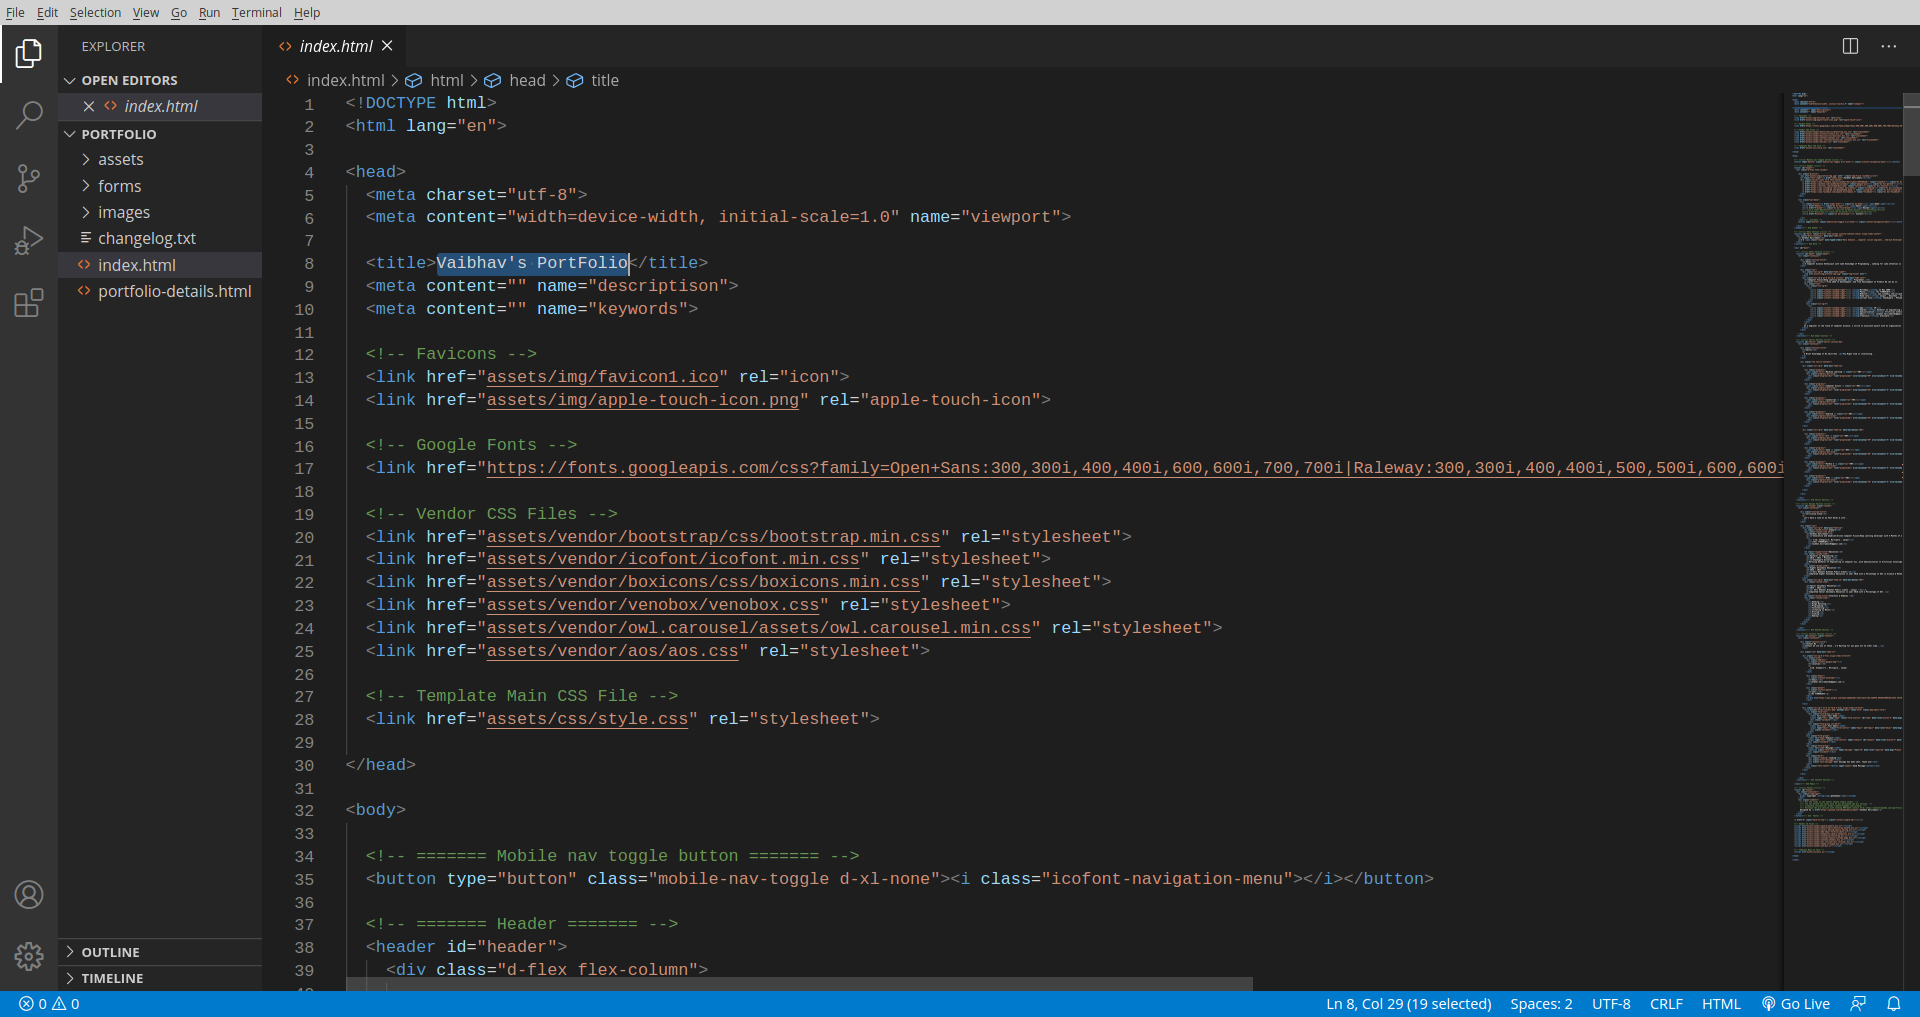 File Edit Selection View Go Run Terminal Help
EXPLORER
OPEN EDITORS
index.html
PORTFOLIO
assets
forms
images
changelog.txt
index.html
portfolio-details.html
OUTLINE
TIMELINE
index.html
index.html > html > head > title
1 <!DOCTYPE html>
2 <html lang="en">
3
4 <head>
5 <meta charset="utf-8">
6 <meta content="width=device-width, initial-scale=1.0" name="viewport">
7
8 <title>Vaibhav's PortFolio</title>
9 <meta content="" name="descriptison">
10 <meta content="" name="keywords">
11
12 <!-- Favicons -->
13 <link href="assets/img/favicon1.ico" rel="icon">
14 <link href="assets/img/apple-touch-icon.png" rel="apple-touch-icon">
15
16 <!-- Google Fonts -->
17 <link href="https://fonts.googleapis.com/css?family=Open+Sans:300,300i,400,400i,600,600i,700,700i|Raleway:300,300i,400,400i,500,500i,600,600i
18
19 <!-- Vendor CSS Files -->
20 <link href="assets/vendor/bootstrap/css/bootstrap.min.css" rel="stylesheet">
21 <link href="assets/vendor/icofont/icofont.min.css" rel="stylesheet">
22 <link href="assets/vendor/boxicons/css/boxicons.min.css" rel="stylesheet">
23 <link href="assets/vendor/venobox/venobox.css" rel="stylesheet">
24 <link href="assets/vendor/owl.carousel/assets/owl.carousel.min.css" rel="stylesheet">
25 <link href="assets/vendor/aos/aos.css" rel="stylesheet">
26
27 <!-- Template Main CSS File -->
28 <link href="assets/css/style.css" rel="stylesheet">
29
30 </head>
31
32 <body>
33
34 <!-- ======= Mobile nav toggle button ======= -->
35 <button type="button" class="mobile-nav-toggle d-xl-none"><i class="icofont-navigation-menu"></i></button>
36
37 <!-- ======= Header ======= -->
38 <header id="header">
39 <div class="d-flex flex-column">
0 0 Ln 8, Col 29 (19 selected) Spaces: 2 UTF-8 CRLF HTML Go Live